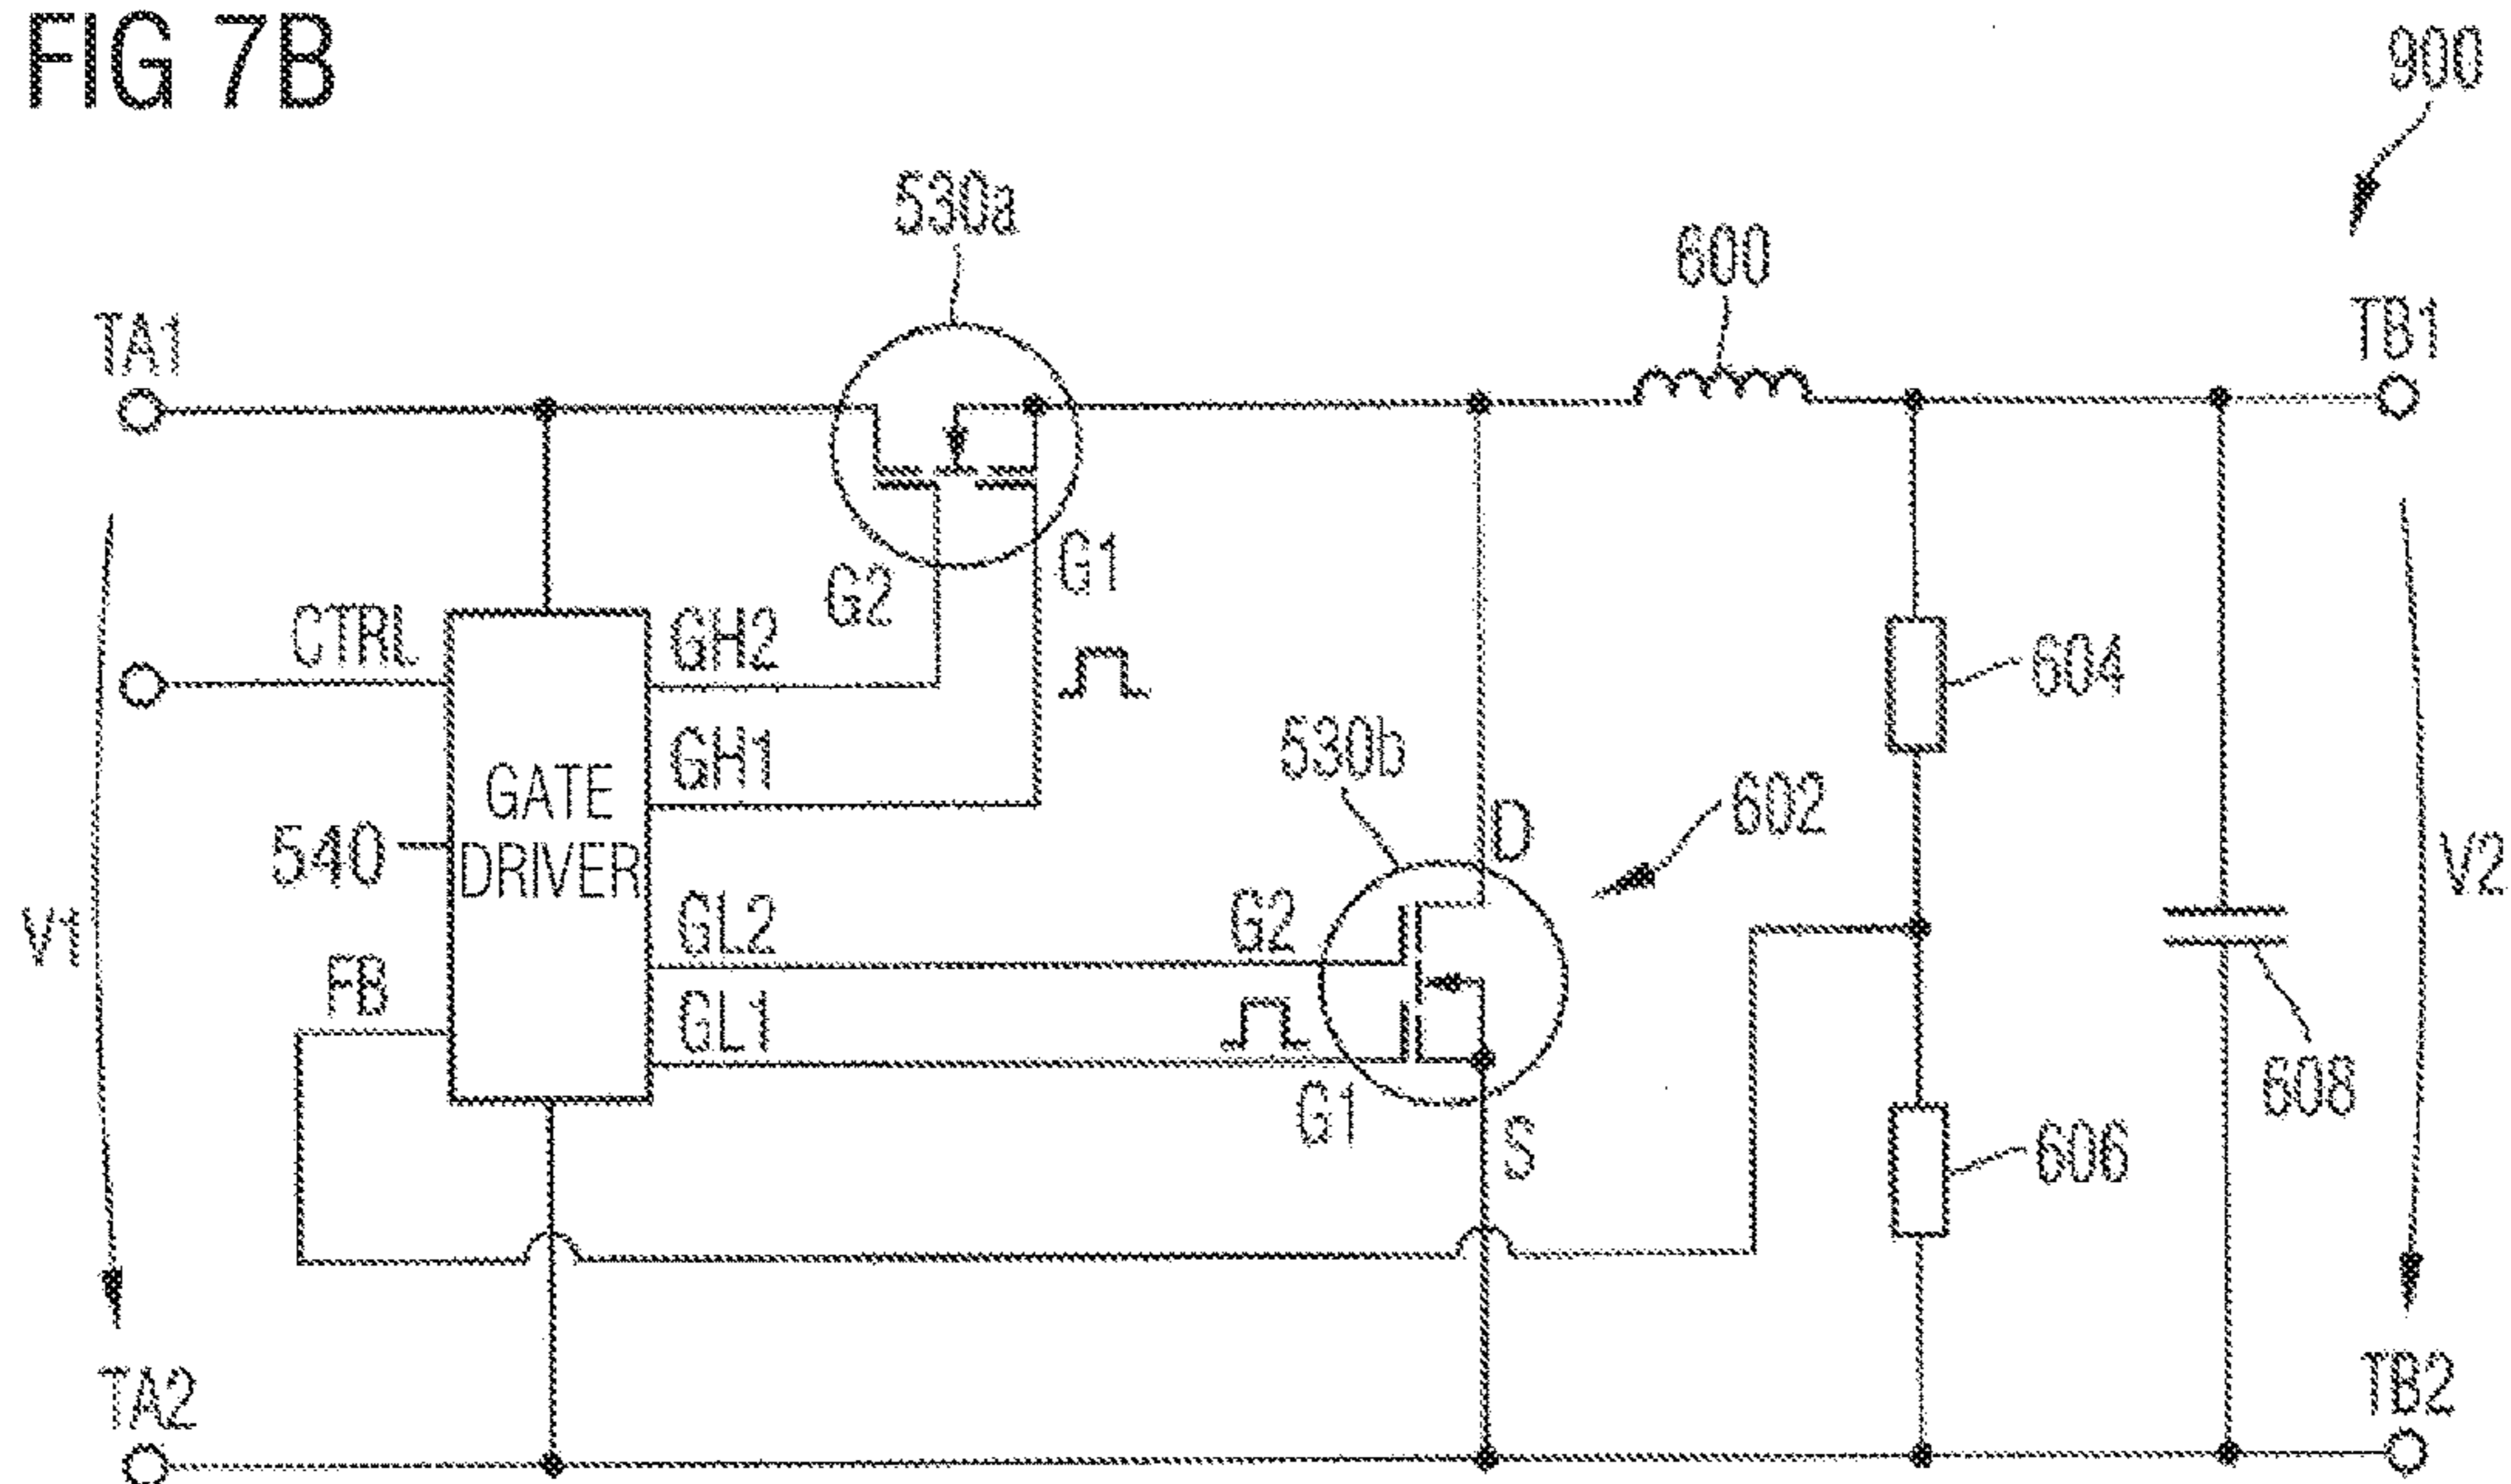 FIG 7B
900
530a
600
TA1
TB1
G2
G1
CTRL
GH2
604
GH1
530b
602
D
GATE
DRIVER
540
V1
V2
GL2
G2
FB
GL1
G1
S
608
606
TA2
TB2